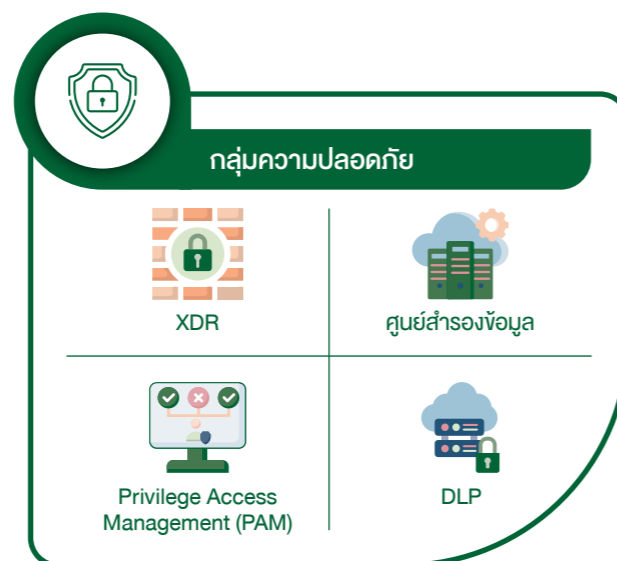 กลุ่มความปลอดภัย
XDR
ศูนย์สำรองข้อมูล
Privilege Access
Management (PAM)
DLP